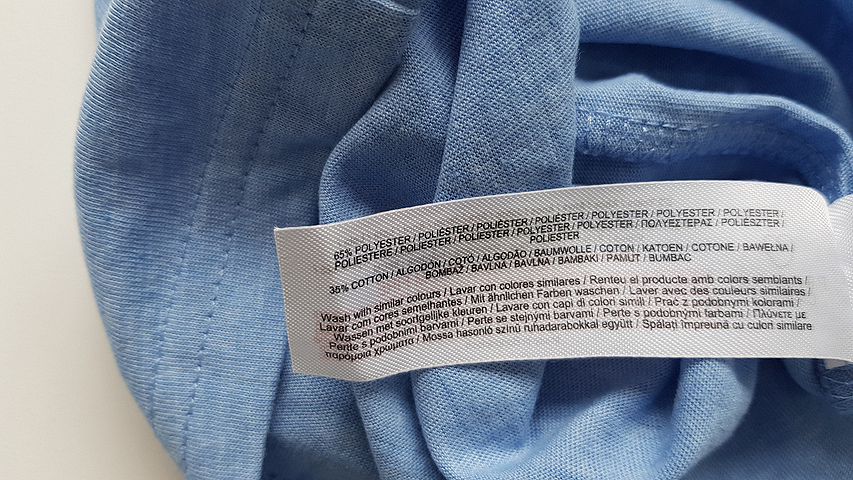 65% POLYESTER / POLIÉSTER / POLIÈSTER / POLIÉSTER / POLYESTER / POLYESTER / POLYESTER /
POLIESTERE / POLIESTER / POLIESTER / POLYESTER / POLYESTER / ΠΟΛΥΕΣΤΕΡΑΣ / POLIÉSZTER /
POLIESTER
35% COTTON / ALGODÓN / COTÓ / ALGODÃO / BAUMWOLLE / COTON / KATOEN / COTONE / BAWEŁNA /
BOMBAŽ / BAVLNA / BAVLNA / BAMBAKI / PAMUT / BUMBAC
Wash with similar colours / Lavar con colores similares / Renteu el producte amb colors semblants /
Lavar com cores semelhantes / Mit ähnlichen Farben waschen / Laver avec des couleurs similaires /
Wassen met soortgelijke kleuren / Lavare con capi di colori simili / Prać z podobnymi kolorami /
Perite s podobnimi barvami / Perte se stejnými barvami / Perte s podobnými farbami / Πλύνετε με
παρόμοια χρώματα / Mossa hasonló színű ruhadarabokkal együtt / Spălați împreună cu culori similare